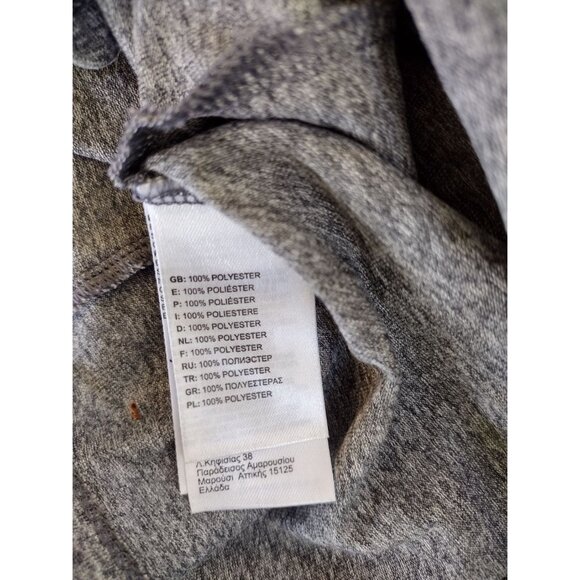 GB: 100% POLYESTER
E: 100% POLIÉSTER
P: 100% POLIÉSTER
I: 100% POLIESTERE
D: 100% POLYESTER
NL: 100% POLYESTER
F: 100% POLYESTER
RU: 100% ПОЛИЭСТЕР
TR: 100% POLYESTER
GR: 100% ΠΟΛΥΕΣΤΕΡΑΣ
PL: 100% POLYESTER
Λ.Κηφισίας 38
Παράδεισος Αμαρουσίου
Μαρούσι Αττικής 15125
Ελλάδα